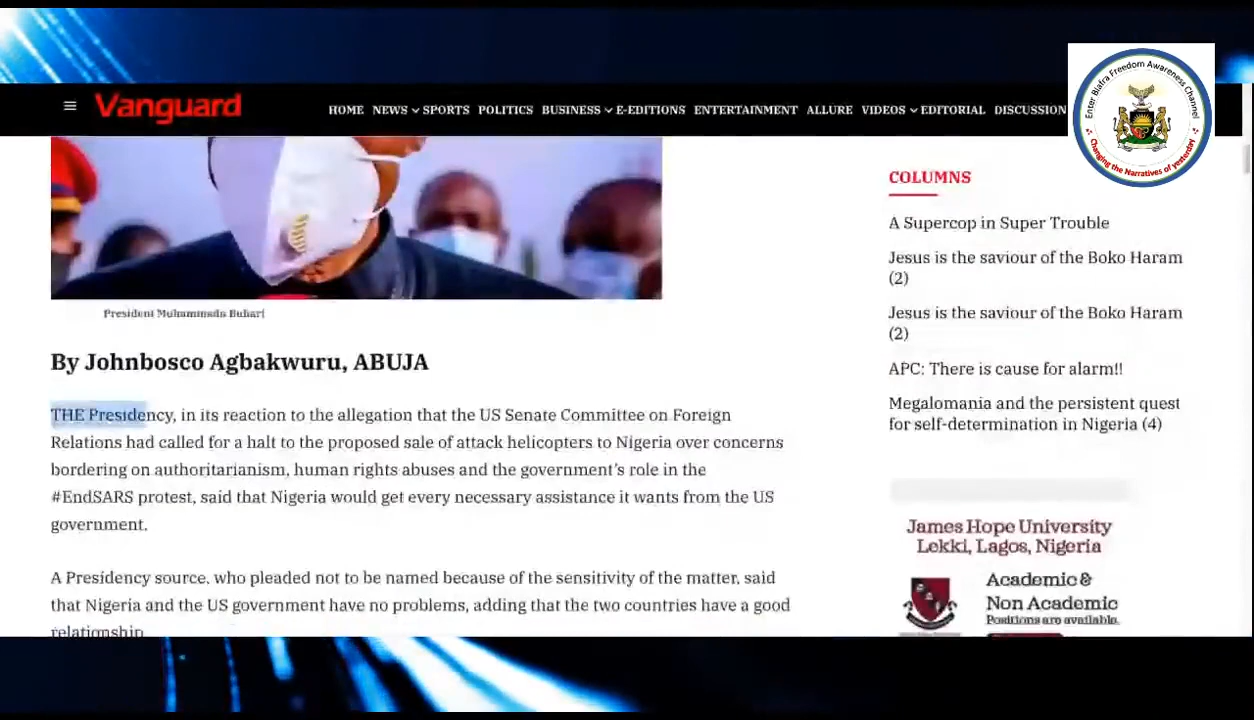 Vanguard
HOME NEWS SPORTS POLITICS BUSINESS E-EDITIONS ENTERTAINMENT ALLURE VIDEOS EDITORIAL DISCUSSION
Enter Biafra Freedom Awareness Channel
Changing the Narratives of yesterday
President Muhammadu Buhari
By Johnbosco Agbakwuru, ABUJA
THE Presidency, in its reaction to the allegation that the US Senate Committee on Foreign
Relations had called for a halt to the proposed sale of attack helicopters to Nigeria over concerns
bordering on authoritarianism, human rights abuses and the government's role in the
#EndSARS protest, said that Nigeria would get every necessary assistance it wants from the US
government.
A Presidency source, who pleaded not to be named because of the sensitivity of the matter, said
that Nigeria and the US government have no problems, adding that the two countries have a good
relationship
COLUMNS
A Supercop in Super Trouble
Jesus is the saviour of the Boko Haram
(2)
Jesus is the saviour of the Boko Haram
(2)
APC: There is cause for alarm!!
Megalomania and the persistent quest
for self-determination in Nigeria (4)
James Hope University
Lekki, Lagos, Nigeria
Academic &
Non Academic
Positions are available.